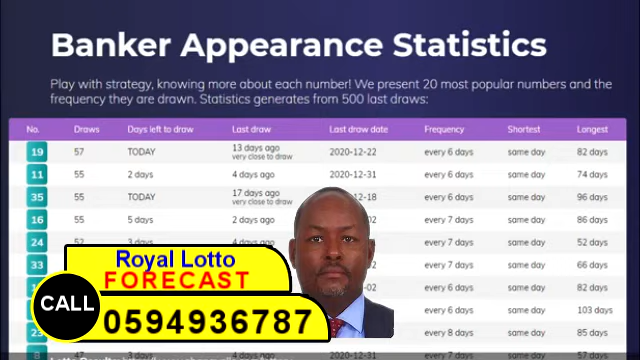 Banker Appearance Statistics
Play with strategy, knowing more about each number! We present 20 most popular numbers and the
frequency they are drawn. Statistics generates from 500 last draws:
No. Draws Days left to draw Last draw Last draw date Frequency Shortest Longest
19 57 TODAY 13 days ago very close to draw 2020-12-22 every 6 days same day 82 days
11 55 2 days 4 days ago 2020-12-31 every 6 days same day 74 days
35 55 TODAY 17 days ago very close to draw -12-18 every 6 days same day 96 days
16 55 5 days 2 days ago -02 every 7 days same day 86 days
24 52 3 days 4 days ago every 7 days same day 52 days
33 every 7 days same day 66 days
-02 every 6 days same day 82 days
every 6 days same day 103 days
23 every 8 days same day 85 days
8 47 3 days every 7 days same day 57 days
Royal Lotto
FORECAST
CALL
0594936787